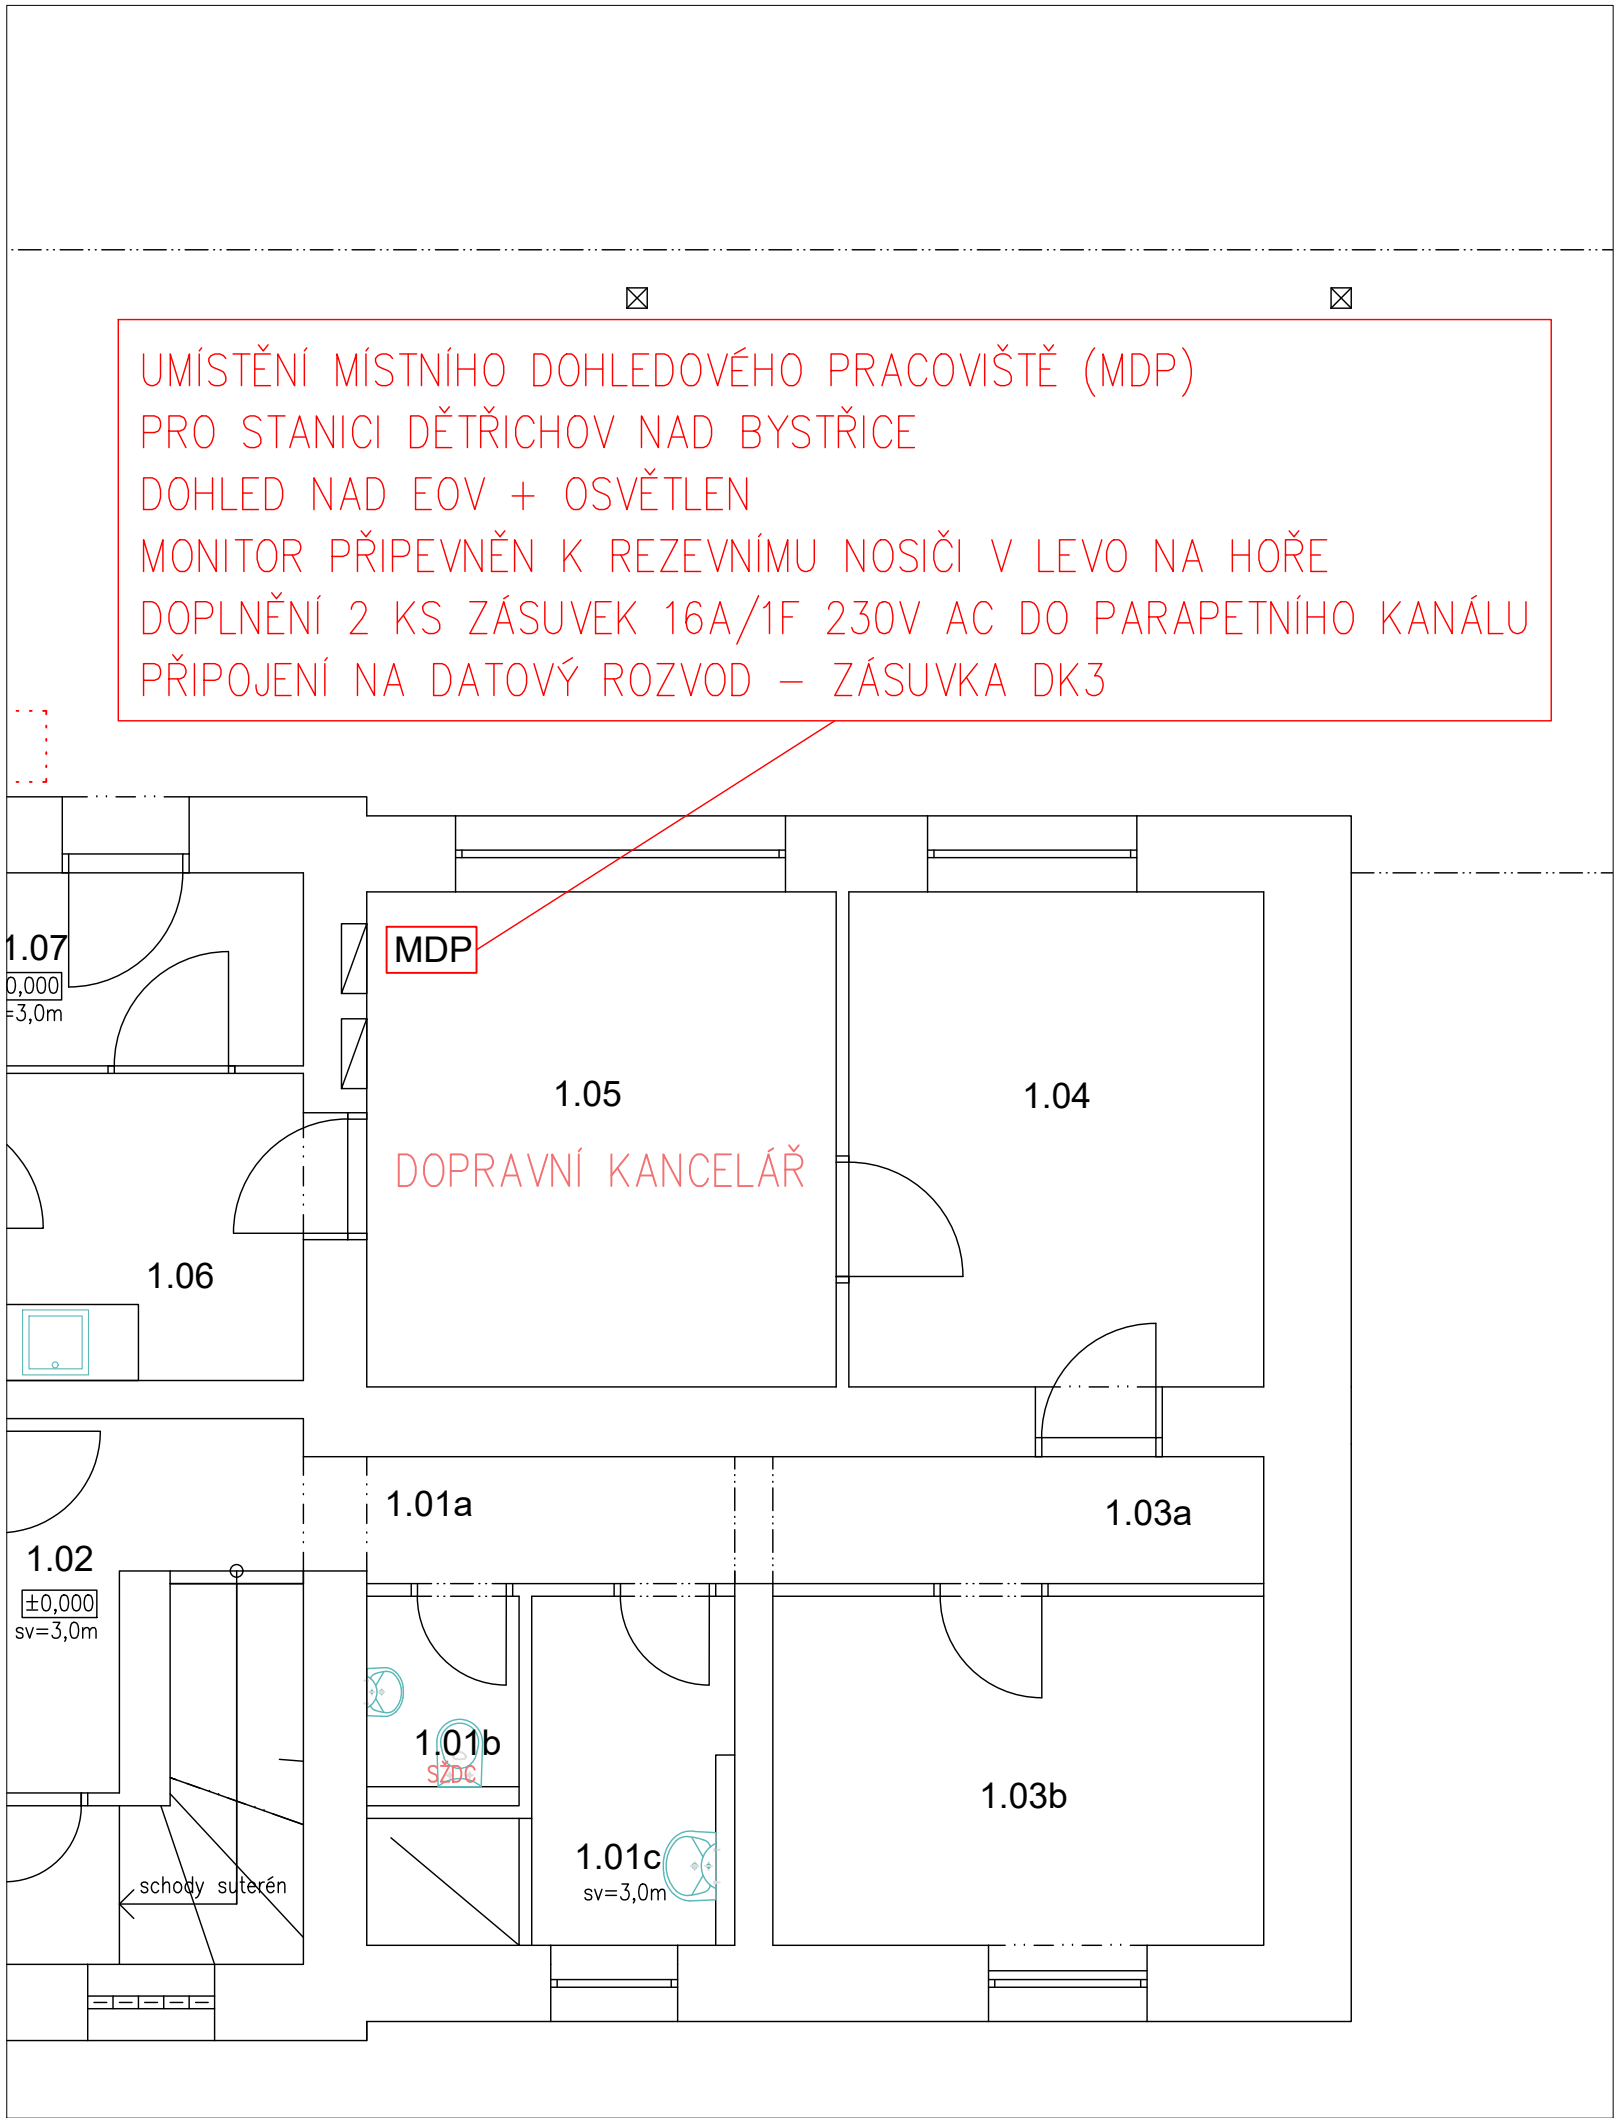 UMÍSTĚNÍ MÍSTNÍHO DOHLEDOVÉHO PRACOVIŠTĚ (MDP)
PRO STANICI DĚTŘICHOV NAD BYSTŘICE
DOHLED NAD EOV + OSVĚTLEN
MONITOR PŘIPEVNĚN K REZEVNÍMU NOSIČI V LEVO NA HOŘE
DOPLNĚNÍ 2 KS ZÁSUVEK 16A/1F 230V AC DO PARAPETNÍHO KANÁLU
PŘIPOJENÍ NA DATOVÝ ROZVOD – ZÁSUVKA DK3
1.07
0,000
=3,0m
MDP
1.05
DOPRAVNÍ KANCELÁŘ
1.04
1.06
1.01a
1.03a
1.02
±0,000
sv=3,0m
1.01b
SŽDC
1.03b
1.01c
sv=3,0m
schody suterén